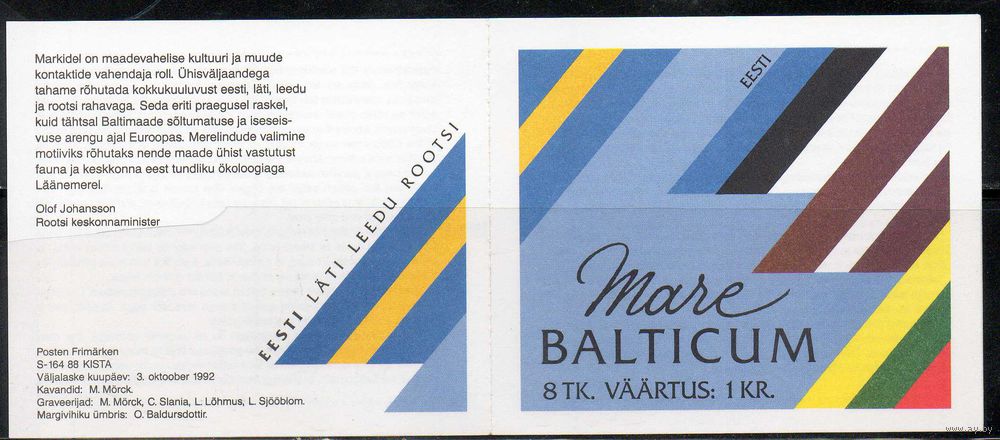 Markidel on maadevahelise kultuuri ja muude
kontaktide vahendaja roll. Ühisväljaandega
tahame rõhutada kokkukuuluvust eesti, läti, leedu
ja rootsi rahavaga. Seda eriti praegusel raskel,
kuid tähtsal Baltimaade sõltumatuse ja iseseis-
vuse arengu ajal Euroopas. Merelindude valimine
motiiviks rõhutaks nende maade ühist vastutust
fauna ja keskkonna eest tundliku ökoloogiaga
Läänemerel.
Olof Johansson
Rootsi keskonnaminister
EESTI LÄTI LEEDU ROOTSI
Posten Frimärken
S-164 88 KISTA
Väljalaske kuupäev: 3. oktoober 1992
Kavandid: M. Mörck.
Graveerijad: M. Mörck, C. Slania, L. Lõhmus, L. Sjööblom.
Margivihiku ümbris: O. Baldursdottir.
EESTI
Mare
BALTICUM
8 TK. VÄÄRTUS: 1 KR.
www.ay.by